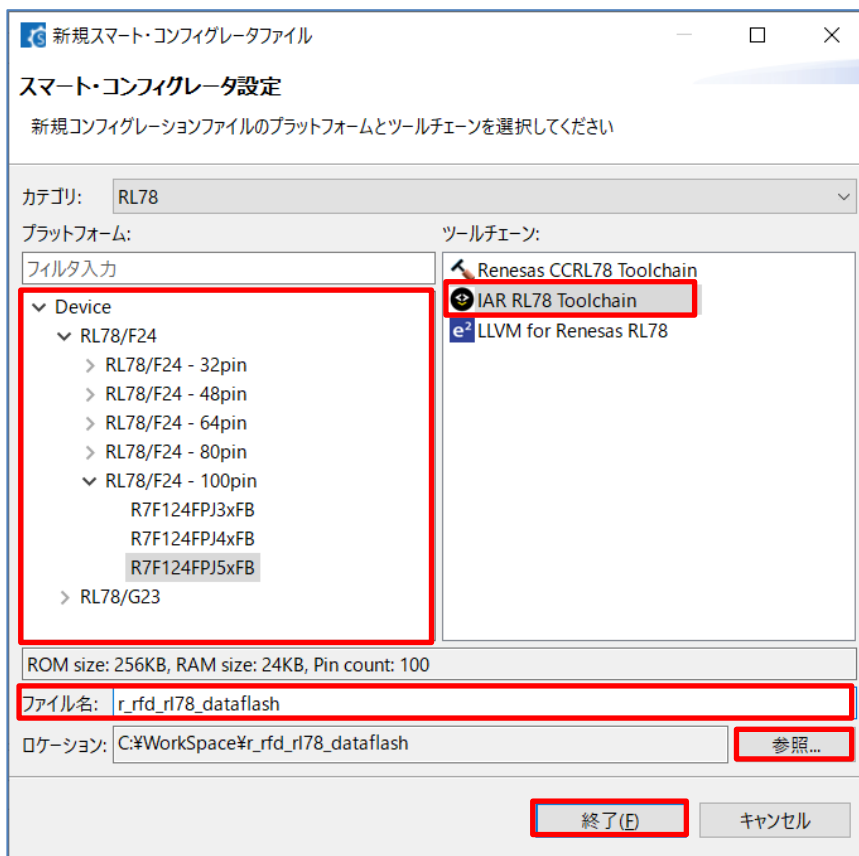 新規スマート・コンフィグレータファイル
スマート・コンフィグレータ設定
新規コンフィグレーションファイルのプラットフォームとツールチェーンを選択してください
カテゴリ: RL78
プラットフォーム:
フィルタ入力
Device
RL78/F24
RL78/F24 - 32pin
RL78/F24 - 48pin
RL78/F24 - 64pin
RL78/F24 - 80pin
RL78/F24 - 100pin
R7F124FPJ3xFB
R7F124FPJ4xFB
R7F124FPJ5xFB
RL78/G23
ツールチェーン:
Renesas CCRL78 Toolchain
IAR RL78 Toolchain
e² LLVM for Renesas RL78
ROM size: 256KB, RAM size: 24KB, Pin count: 100
ファイル名: r_rfd_rl78_dataflash
ロケーション: C:¥WorkSpace¥r_rfd_rl78_dataflash 参照...
終了(F) キャンセル